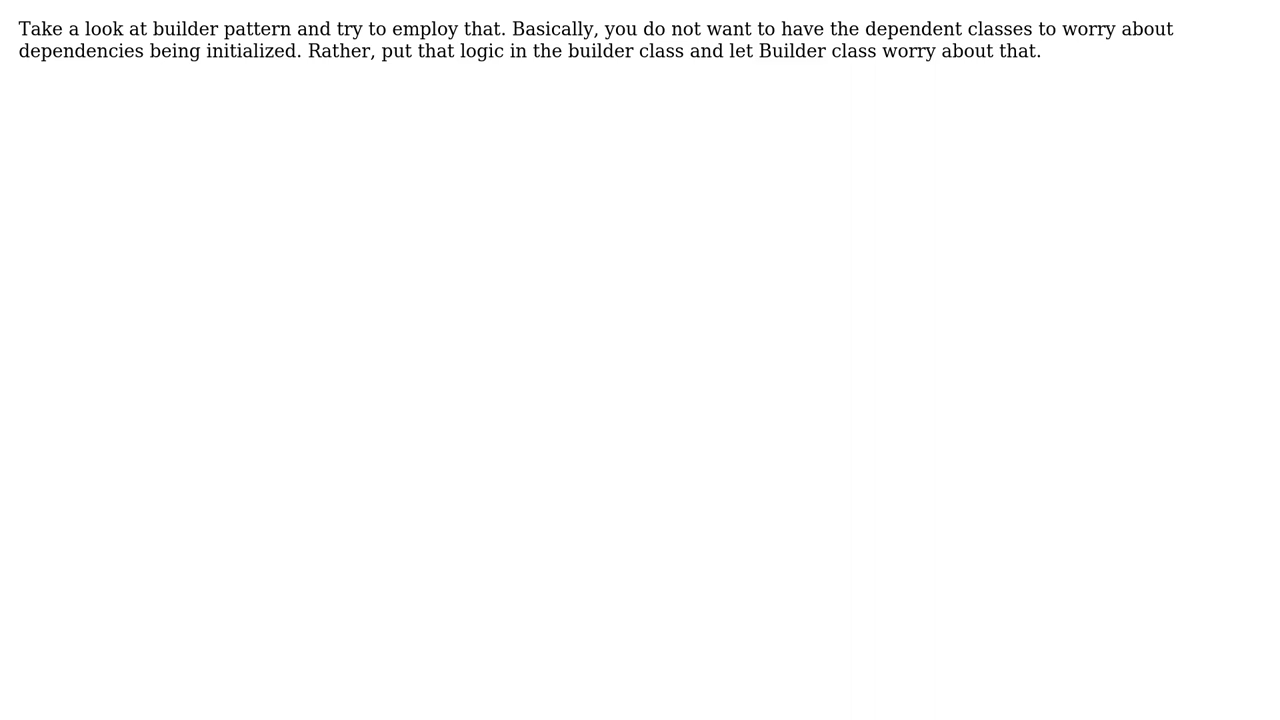 Take a look at builder pattern and try to employ that. Basically, you do not want to have the dependent classes to worry about
dependencies being initialized. Rather, put that logic in the builder class and let Builder class worry about that.